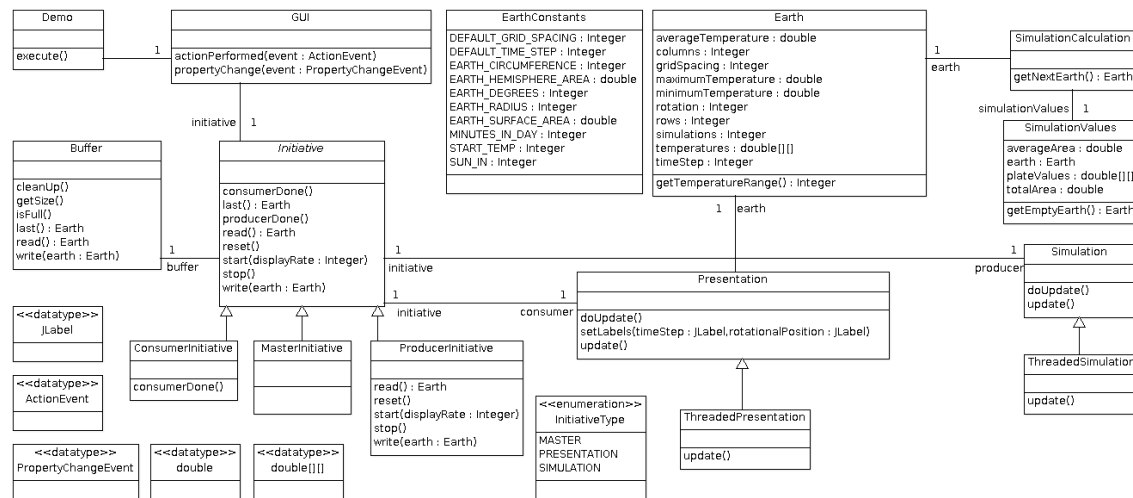 Demo
execute()
1
GUI
actionPerformed(event : ActionEvent)
propertyChange(event : PropertyChangeEvent)
EarthConstants
DEFAULT_GRID_SPACING : Integer
DEFAULT_TIME_STEP : Integer
EARTH_CIRCUMFERENCE : Integer
EARTH_HEMISPHERE_AREA : double
EARTH_DEGREES : Integer
EARTH_RADIUS : Integer
EARTH_SURFACE_AREA : double
MINUTES_IN_DAY : Integer
START_TEMP : Integer
SUN_IN : Integer
Earth
averageTemperature : double
columns : Integer
gridSpacing : Integer
maximumTemperature : double
minimumTemperature : double
rotation : Integer
rows : Integer
simulations : Integer
temperatures : double[][]
timeStep : Integer
getTemperatureRange() : Integer
1
earth
SimulationCalculation
getNextEarth() : Earth
simulationValues 1
SimulationValues
averageArea : double
earth : Earth
plateValues : double[][]
totalArea : double
getEmptyEarth() : Earth
initiative 1
Buffer
cleanUp()
getSize()
isFull()
last() : Earth
read() : Earth
write(earth : Earth)
1
buffer
Initiative
consumerDone()
last() : Earth
producerDone()
read() : Earth
reset()
start(displayRate : Integer)
stop()
write(earth : Earth)
1
initiative
1 earth
1
producer
Simulation
doUpdate()
update()
1
initiative
1
consumer
Presentation
doUpdate()
setLabels(timeStep : JLabel,rotationalPosition : JLabel)
update()
<<datatype>>
JLabel
ConsumerInitiative
consumerDone()
MasterInitiative
ProducerInitiative
read() : Earth
reset()
start(displayRate : Integer)
stop()
write(earth : Earth)
ThreadedSimulation
update()
<<datatype>>
ActionEvent
<<enumeration>>
InitiativeType
MASTER
PRESENTATION
SIMULATION
ThreadedPresentation
update()
<<datatype>>
PropertyChangeEvent
<<datatype>>
double
<<datatype>>
double[][]